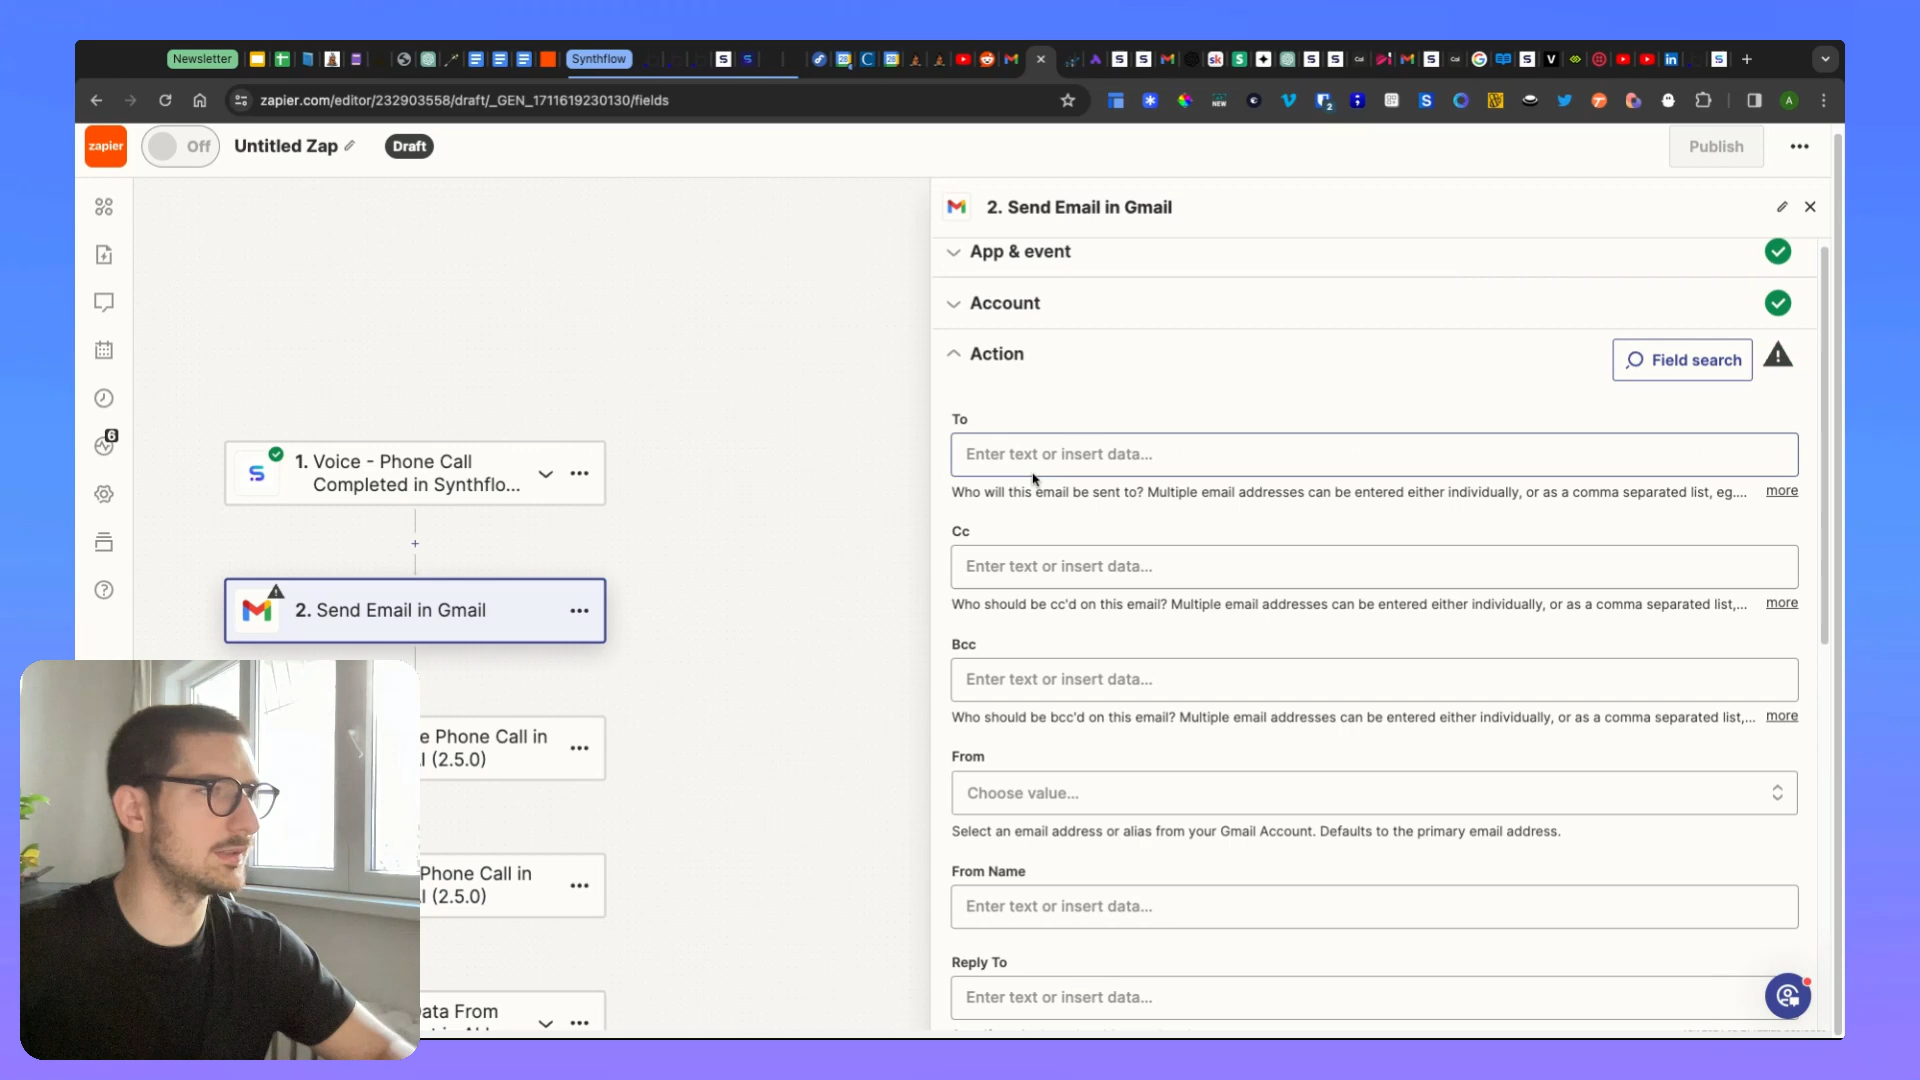 Newsletter
Synthflow
zapier.com/editor/232903558/draft/_GEN_1711619230130/fields
zapier
Off
Untitled Zap
Draft
Publish
2. Send Email in Gmail
App & event
Account
Action
Field search
To
Enter text or insert data...
Who will this email be sent to? Multiple email addresses can be entered either individually, or as a comma separated list, eg.... more
Cc
Enter text or insert data...
Who should be cc'd on this email? Multiple email addresses can be entered either individually, or as a comma separated list,... more
Bcc
Enter text or insert data...
Who should be bcc'd on this email? Multiple email addresses can be entered either individually, or as a comma separated list,... more
From
Choose value...
Select an email address or alias from your Gmail Account. Defaults to the primary email address.
From Name
Enter text or insert data...
Reply To
Enter text or insert data...
6
1. Voice - Phone Call
Completed in Synthflo...
2. Send Email in Gmail
e Phone Call in
I (2.5.0)
Phone Call in
I (2.5.0)
ata From